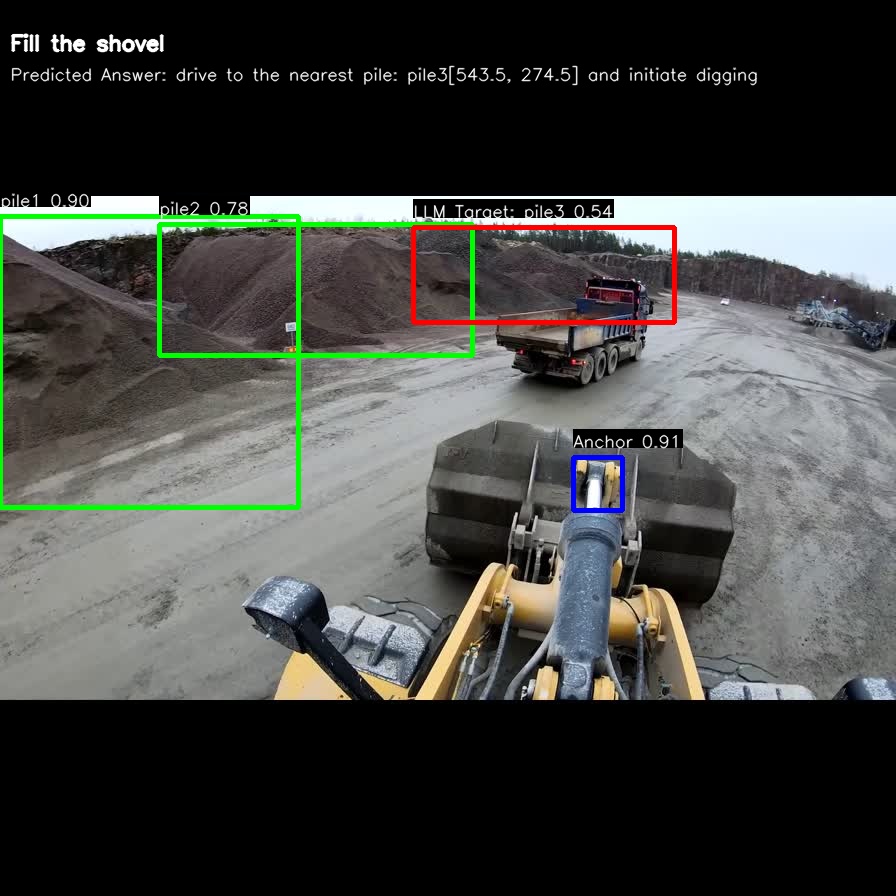 Fill the shovel
Predicted Answer: drive to the nearest pile: pile3[543.5, 274.5] and initiate digging
pile1 0.90
pile2 0.78
LLM Target: pile3 0.54
Anchor 0.91